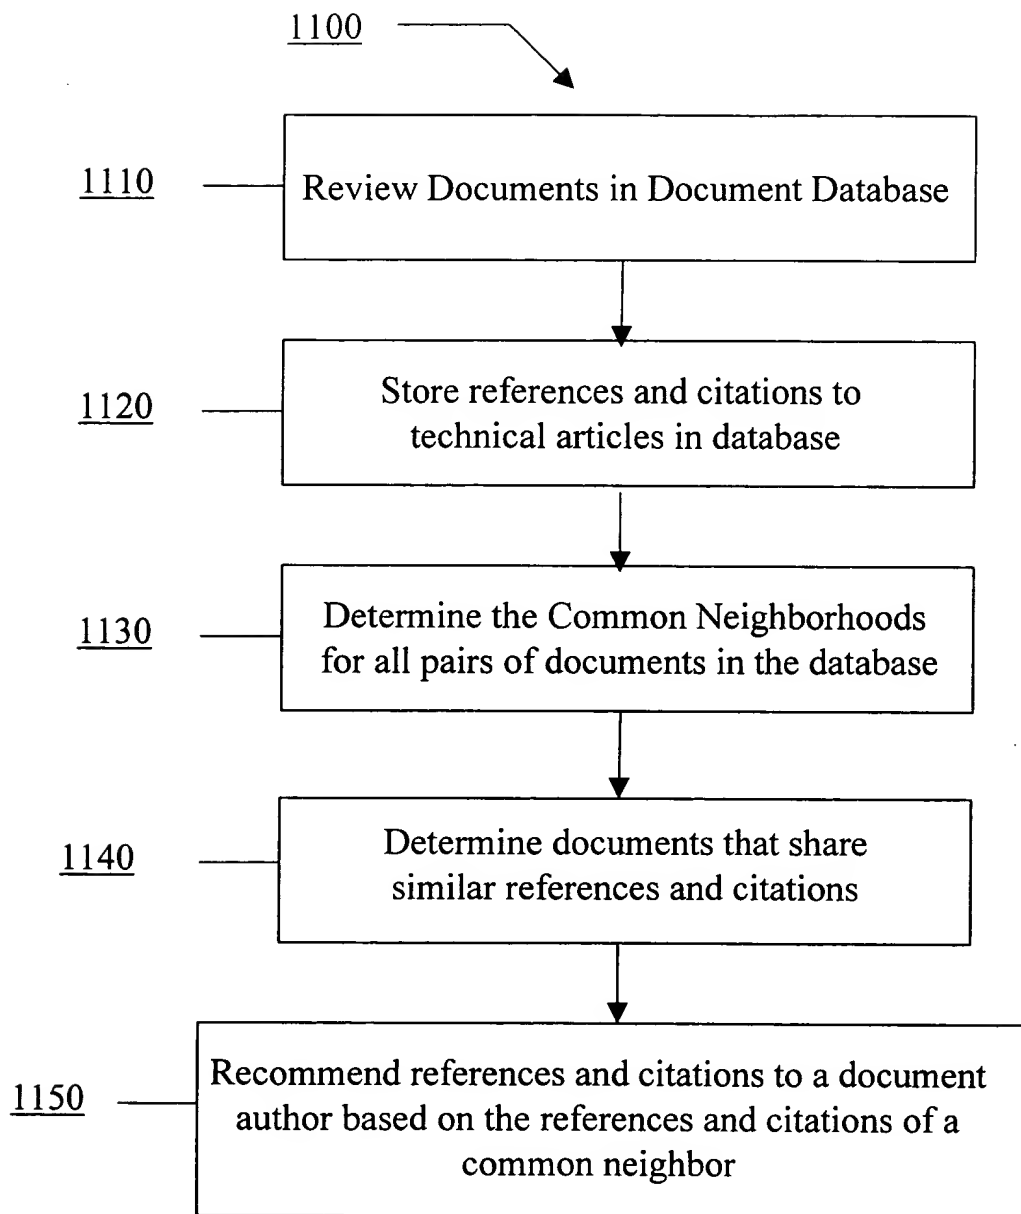 1100
1110
Review Documents in Document Database
1120
Store references and citations to
technical articles in database
1130
Determine the Common Neighborhoods
for all pairs of documents in the database
1140
Determine documents that share
similar references and citations
1150
Recommend references and citations to a document
author based on the references and citations of a
common neighbor